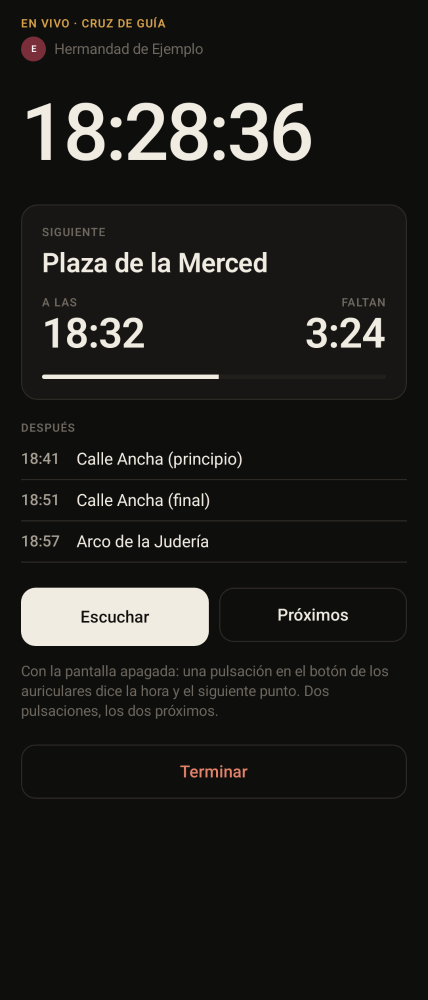 EN VIVO · CRUZ DE GUÍA
E Hermandad de Ejemplo
18:28:36
SIGUIENTE
Plaza de la Merced
A LAS FALTAN
18:32 3:24
DESPUÉS
18:41 Calle Ancha (principio)
18:51 Calle Ancha (final)
18:57 Arco de la Judería
Escuchar Próximos
Con la pantalla apagada: una pulsación en el botón de los
auriculares dice la hora y el siguiente punto. Dos
pulsaciones, los dos próximos.
Terminar